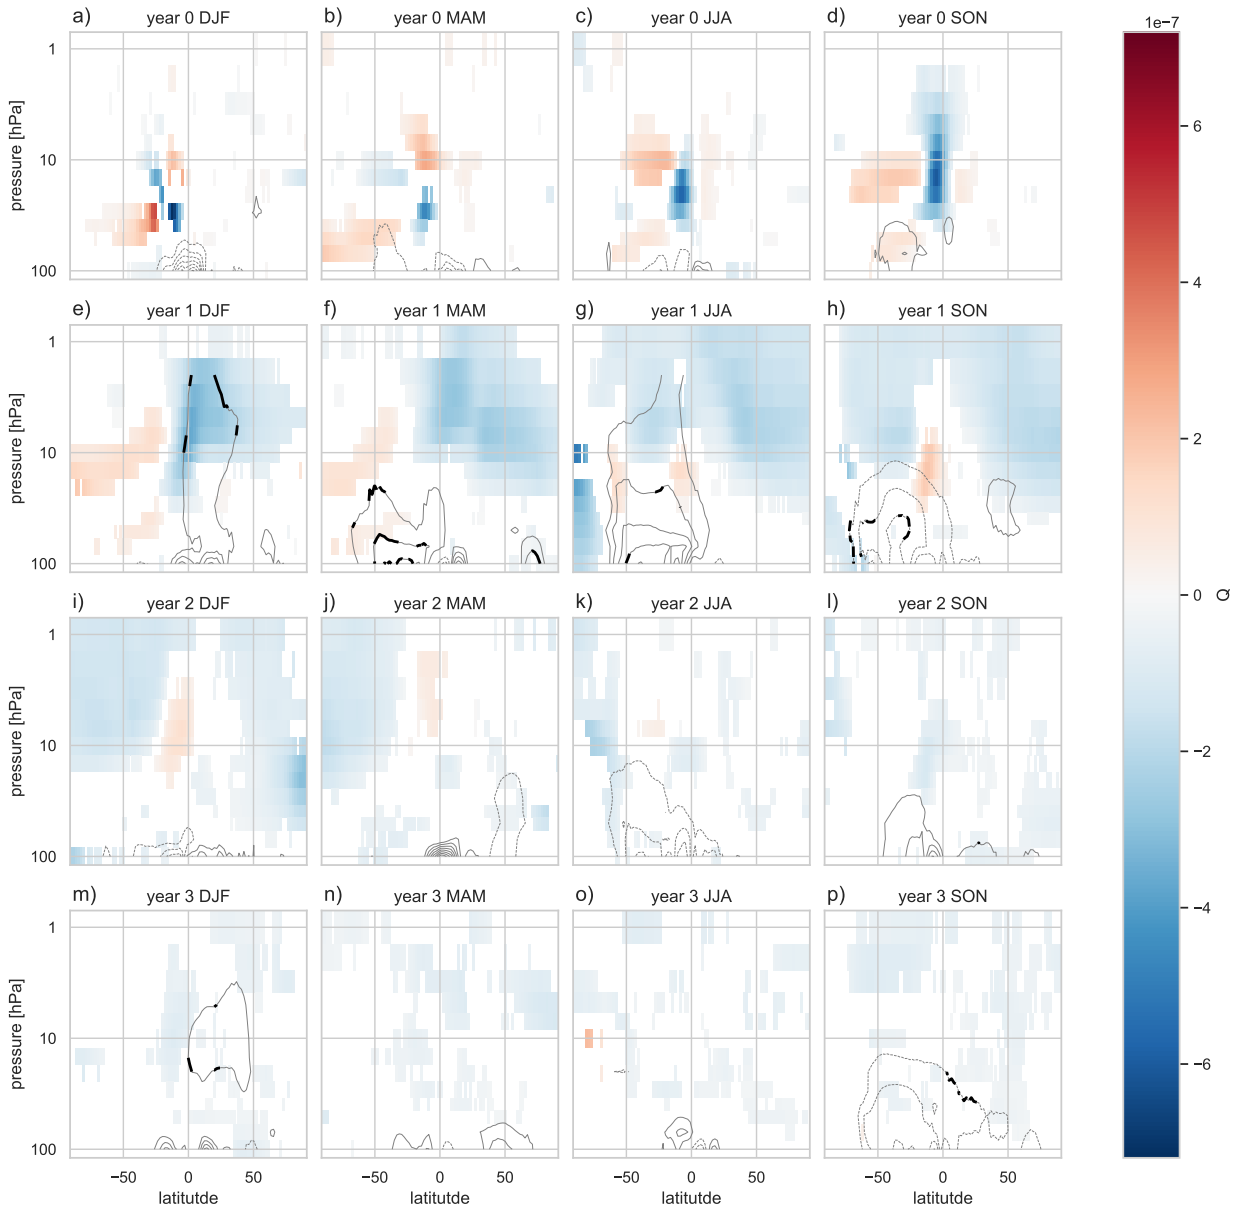 a) year 0 DJF
b) year 0 MAM
c) year 0 JJA
d) year 0 SON
1e−7
pressure [hPa]
1
10
100
6
4
2
0
−2
−4
−6
Q
e) year 1 DJF
f) year 1 MAM
g) year 1 JJA
h) year 1 SON
pressure [hPa]
1
10
100
i) year 2 DJF
j) year 2 MAM
k) year 2 JJA
l) year 2 SON
pressure [hPa]
1
10
100
m) year 3 DJF
n) year 3 MAM
o) year 3 JJA
p) year 3 SON
pressure [hPa]
1
10
100
−50 0 50
−50 0 50
−50 0 50
−50 0 50
latitutde
latitutde
latitutde
latitutde